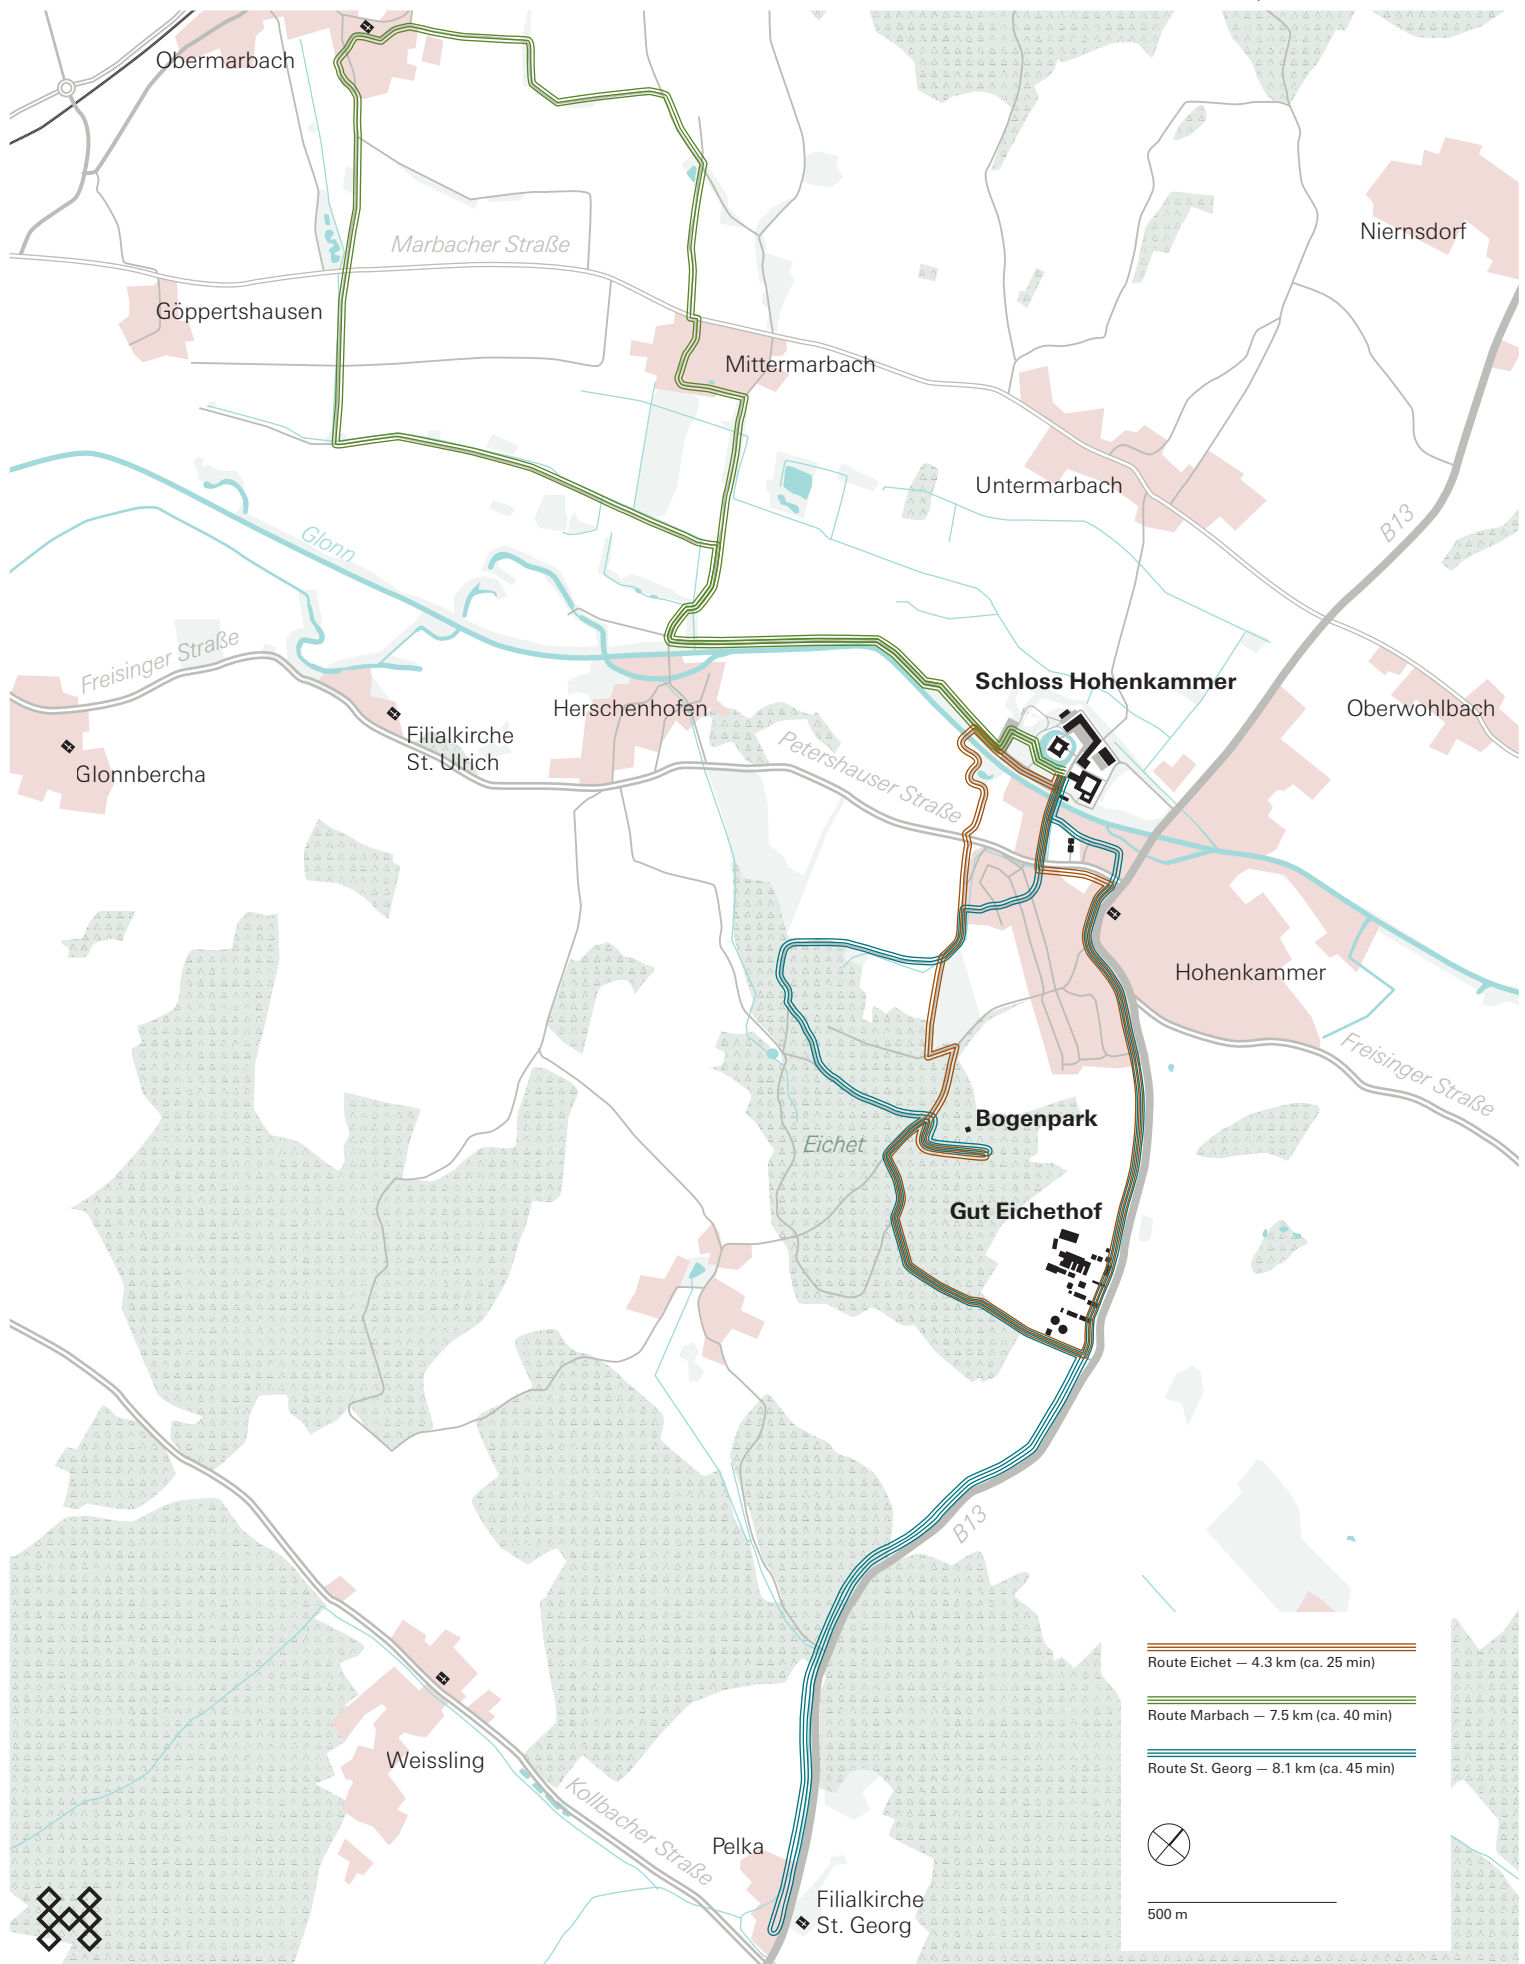 Obermarbach
Niernsdorf
Marbacher Straße
Göppertshausen
Mittermarbach
Untermarbach
B13
Glonn
Freisinger Straße
Schloss Hohenkammer
Herschenhofen
Oberwohlbach
Filialkirche
St. Ulrich
Petershauser Straße
Glonnbercha
Hohenkammer
Freisinger Straße
Bogenpark
Eichet
Gut Eichethof
B13
Route Eichet — 4.3 km (ca. 25 min)
Route Marbach — 7.5 km (ca. 40 min)
Weissling
Route St. Georg — 8.1 km (ca. 45 min)
Kollbacher Straße
Pelka
Filialkirche
St. Georg
500 m